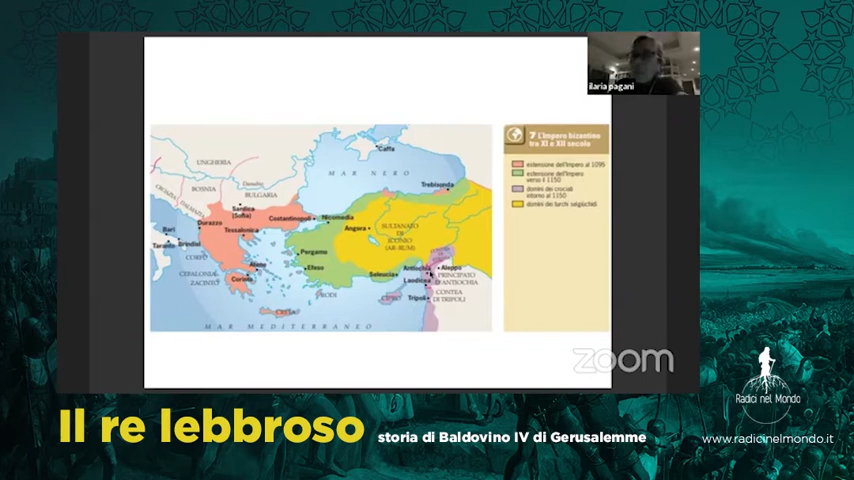 ilaria pagani
7 L'Impero bizantino
tra XI e XII secolo
estensione dell'Impero al 1095
estensione dell'Impero
verso il 1150
domini dei crociati
intorno al 1150
domini dei turchi selgiuchidi
Caffa
UNGHERIA
MAR NERO
CROAZIA
BOSNIA
Danubio
Trebisonda
DALMAZIA
BULGARIA
Sardica
(Sofia)
Costantinopoli
Nicomedia
Bari
Durazzo
Angora
SULTANATO
DI
ICONIO
(AR-RUM)
Tessalonica
Taranto
Brindisi
CORFÙ
Pergamo
Atene
Efeso
Antiochia
Aleppo
CEFALONIA
Seleucia
PRINCIPATO
D'ANTIOCHIA
ZACINTO
Corinto
Laodicea
RODI
CIPRO
Tripoli
CONTEA
DI TRIPOLI
CRETA
MAR MEDITERRANEO
zoom
Radici nel Mondo
Il re lebbroso
storia di Baldovino IV di Gerusalemme
www.radicinelmondo.it